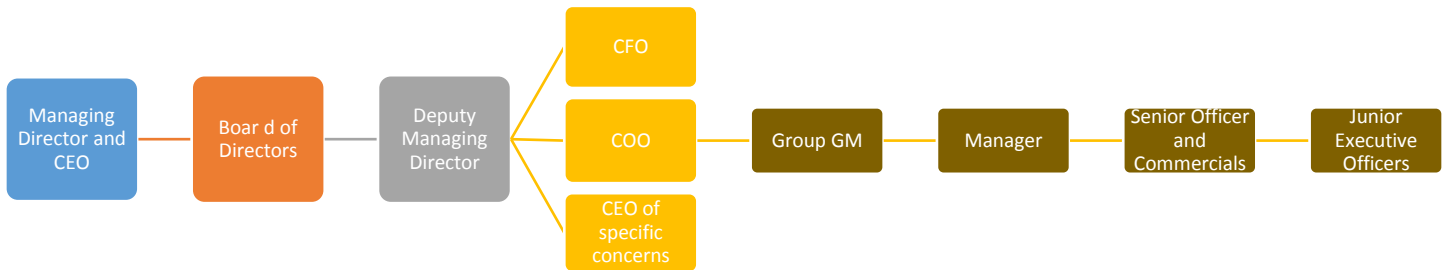 Managing
Director and
CEO
Boar d of
Directors
Deputy
Managing
Director
CFO
COO
CEO of
specific
concerns
Group GM
Manager
Senior Officer
and
Commercials
Junior
Executive
Officers